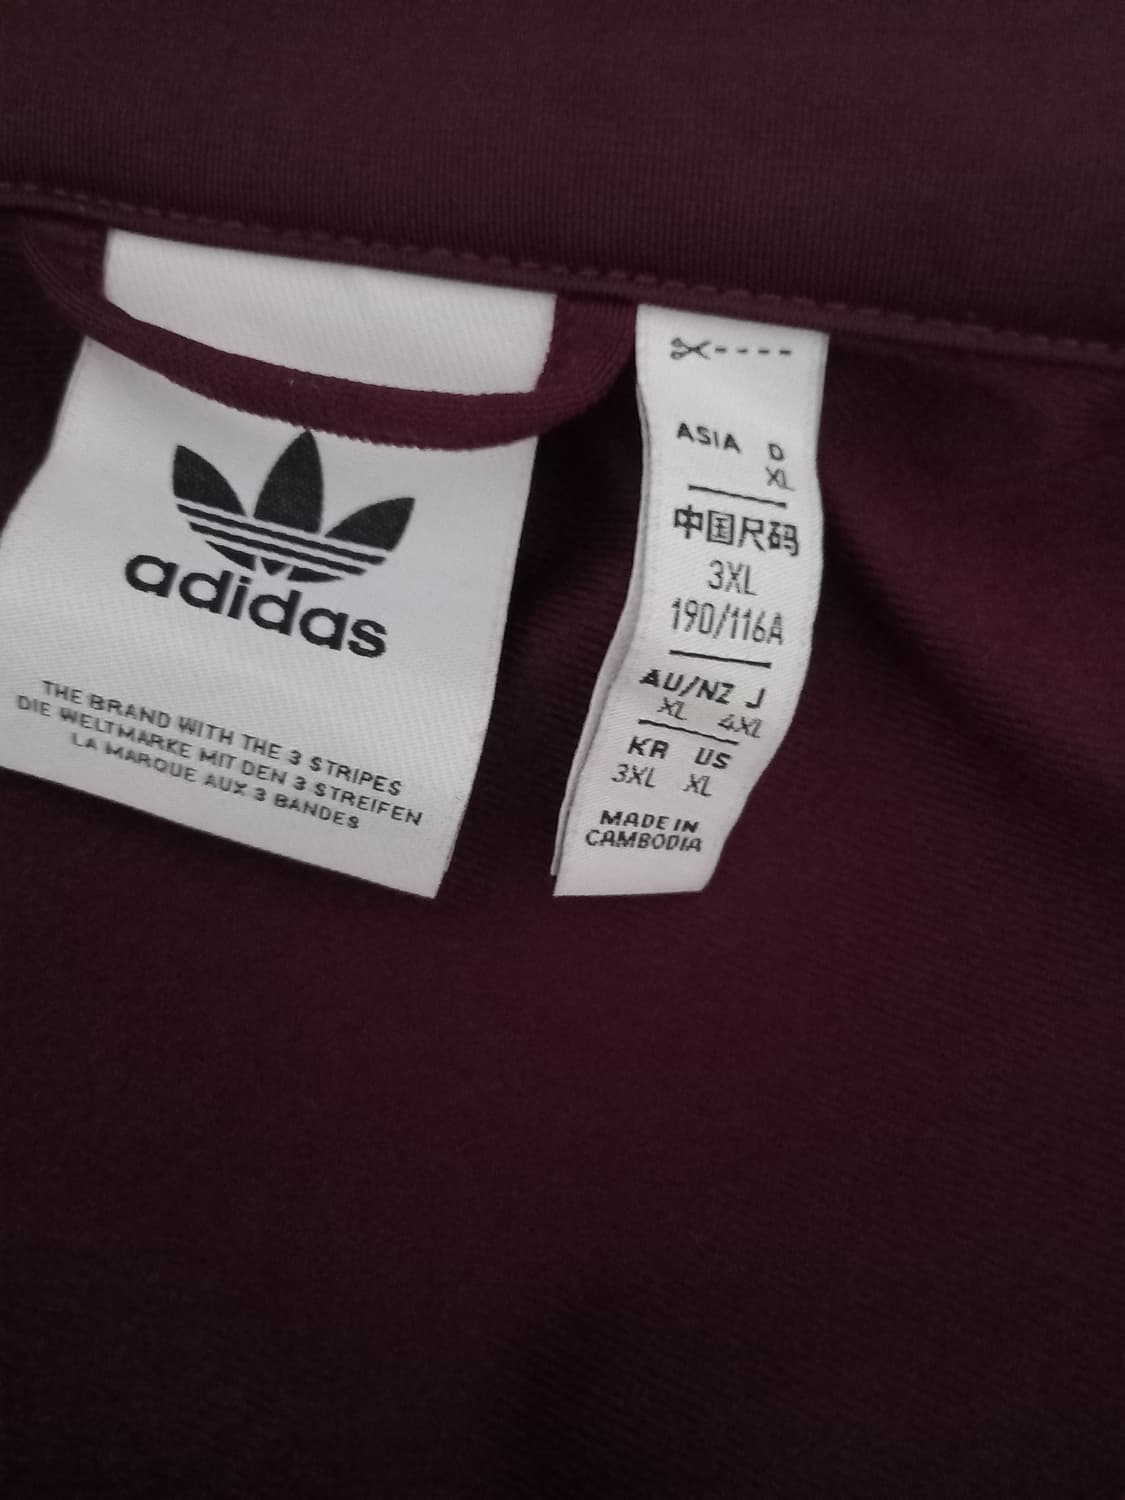 adidas
THE BRAND WITH THE 3 STRIPES
DIE WELTMARKE MIT DEN 3 STREIFEN
LA MARQUE AUX 3 BANDES
ASIA D
XL
中国尺码
3XL
190/116A
AU/NZ J
XL 4XL
KR US
3XL XL
MADE IN
CAMBODIA